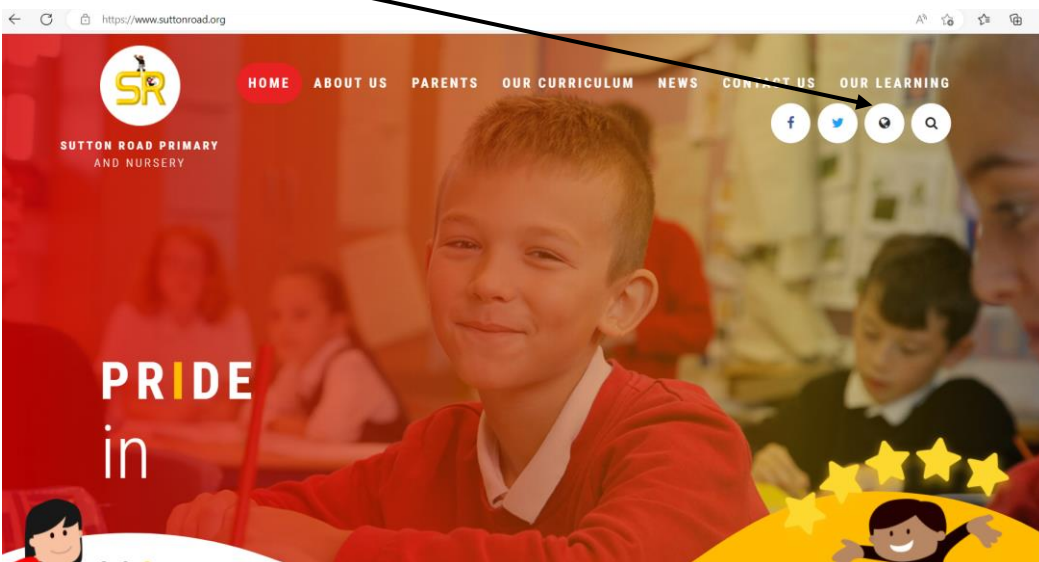 https://www.suttonroad.org
SR
SUTTON ROAD PRIMARY
AND NURSERY
HOME ABOUT US PARENTS OUR CURRICULUM NEWS CONTACT US OUR LEARNING
PRIDE
in